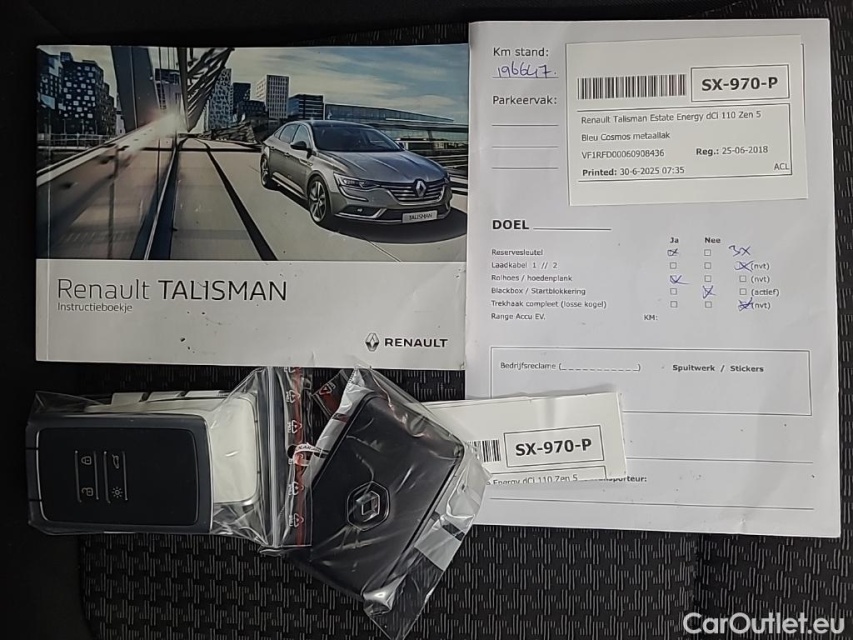 Renault TALISMAN
Instructieboekje
RENAULT
TALISMAN
Km stand:
196647.
Parkeervak:
SX-970-P
Renault Talisman Estate Energy dCi 110 Zen 5
Bleu Cosmos metaallak
VF1RFD00060908436 Reg.: 25-06-2018
Printed: 30-6-2025 07:35 ACL
DOEL
Ja Nee
Reservesleutel 3x
Laadkabel 1 // 2 (nvt)
Rolhoes / hoedenplank (nvt)
Blackbox / Startblokkering (actief)
Trekhaak compleet (losse kogel) (nvt)
Range Accu EV. KM:
Bedrijfsreclame (____________) Spuitwerk / Stickers
SX-970-P
Energy dCi 110 Zen 5
porteur:
CarOutlet.eu